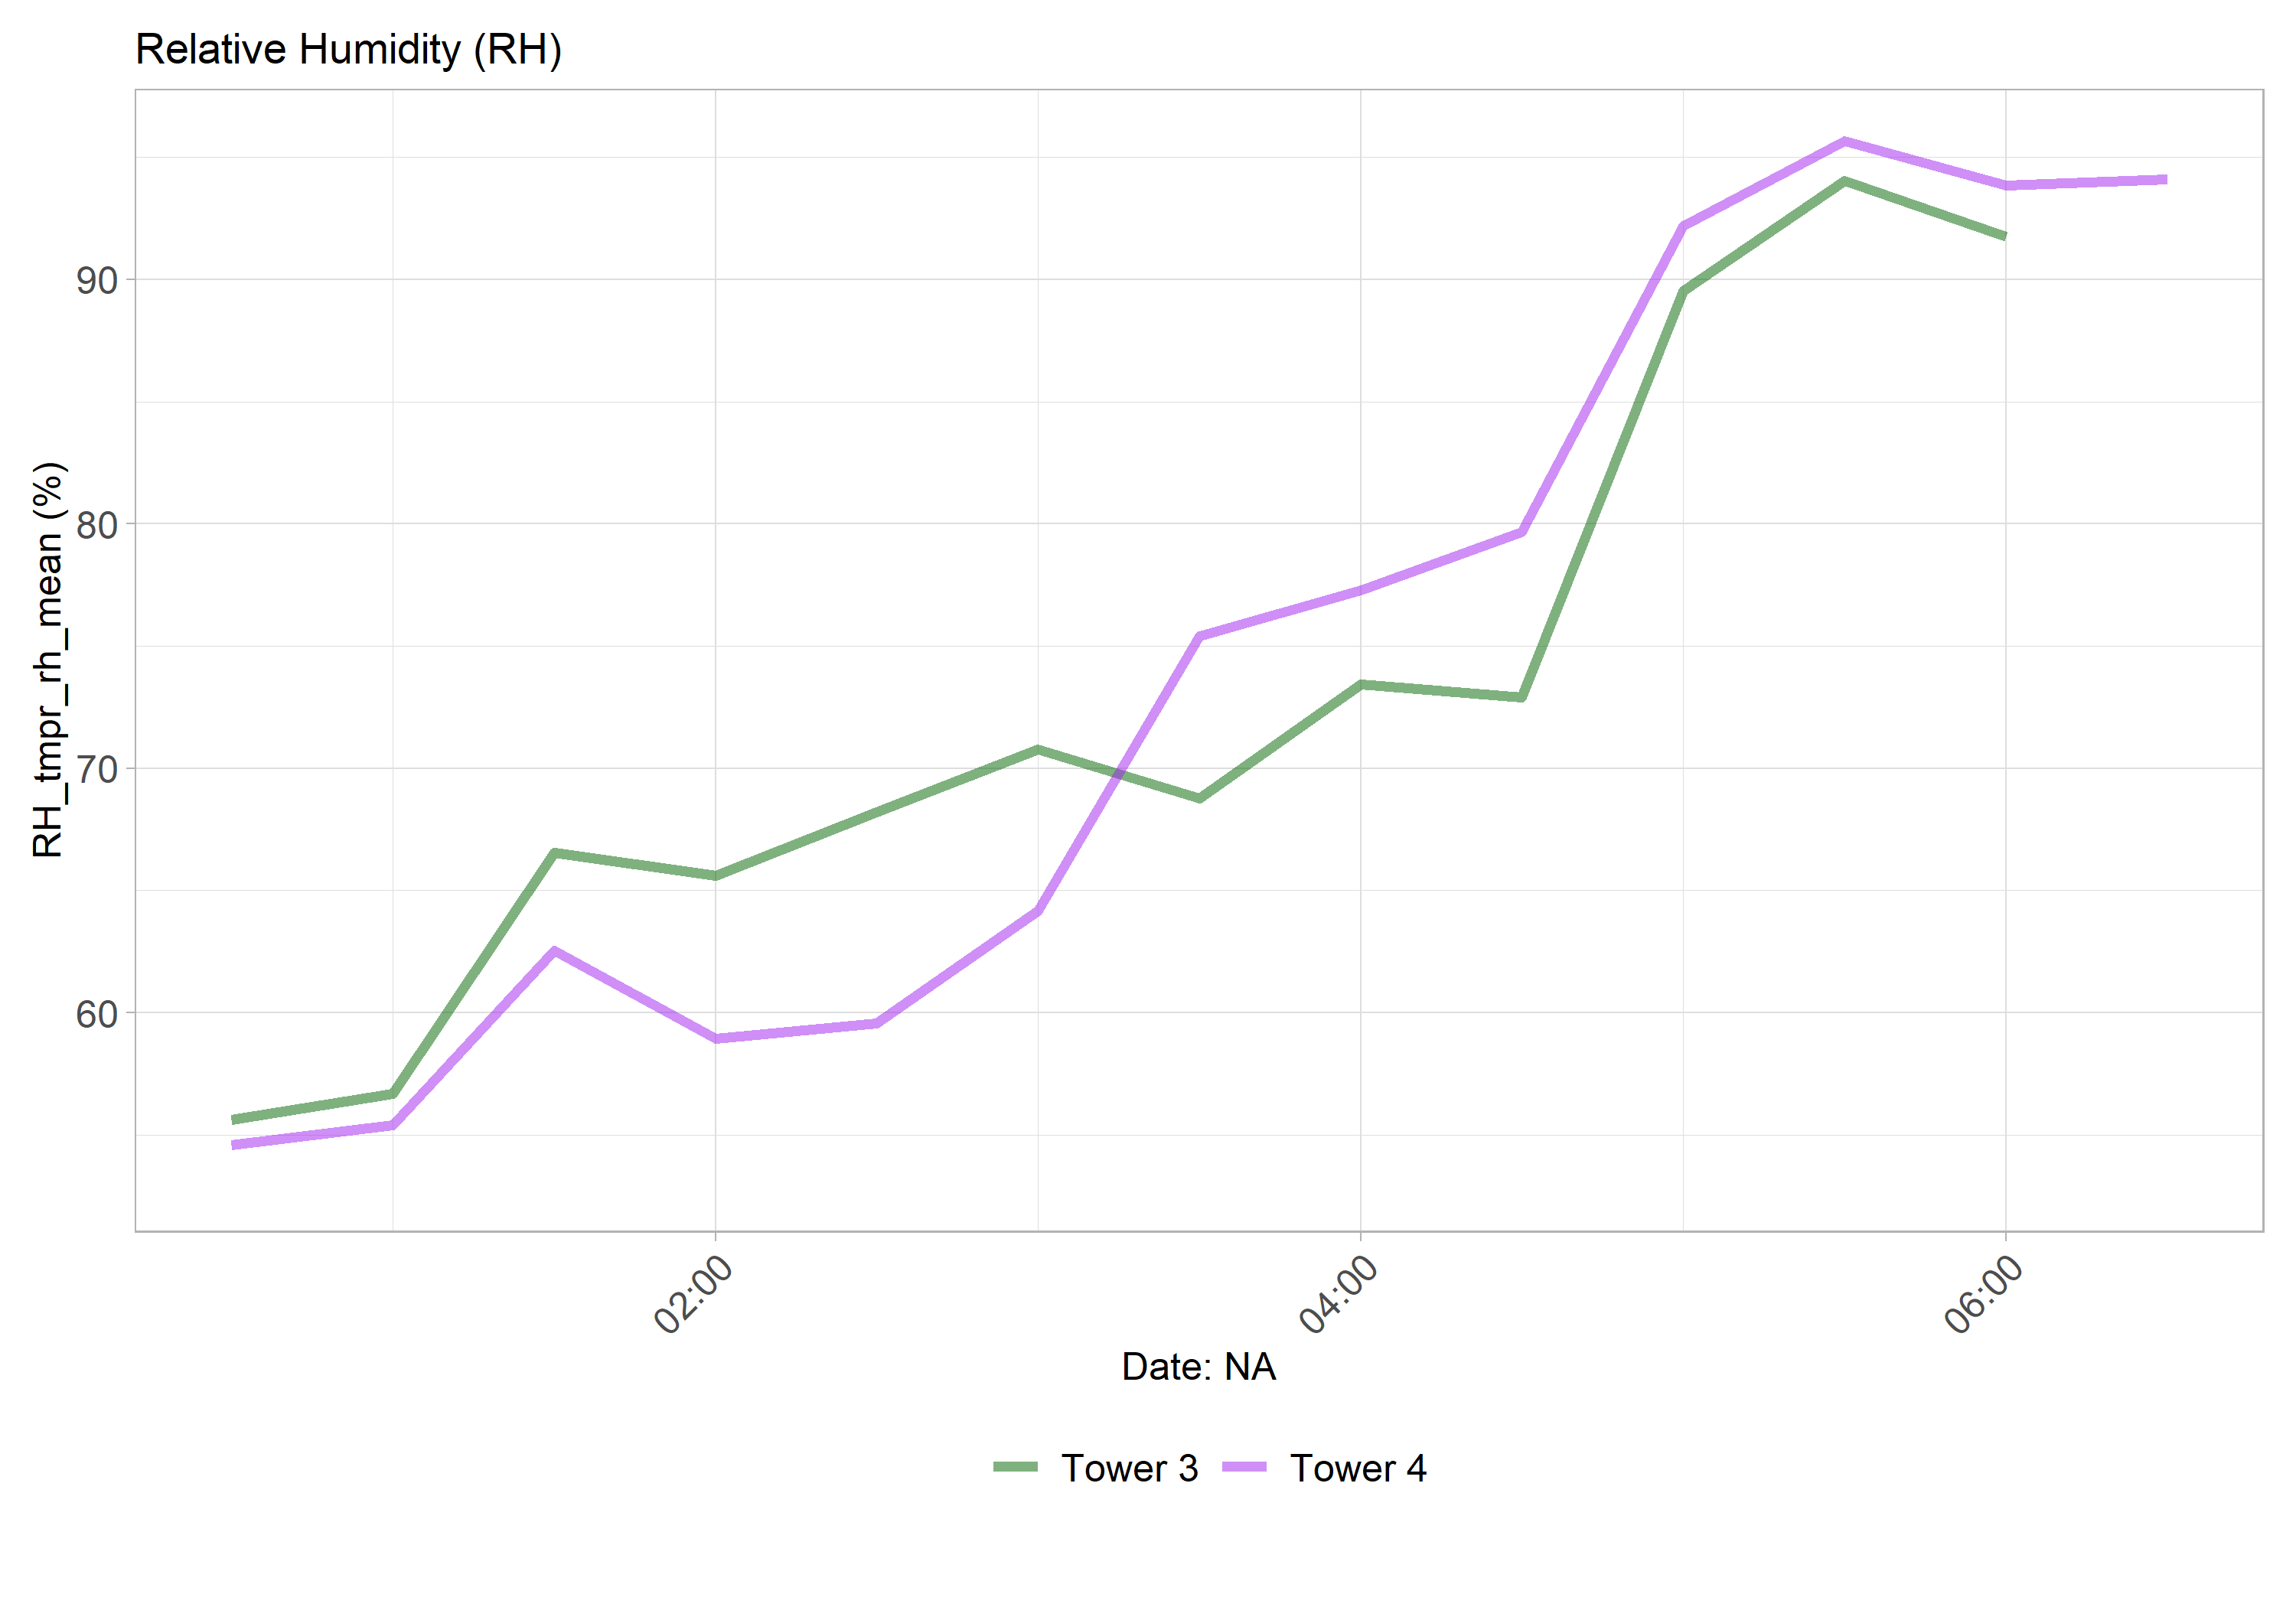 Relative Humidity (RH)
RH_tmpr_rh_mean (%)
90
80
70
60
02:00
04:00
06:00
Date: NA
Tower 3
Tower 4